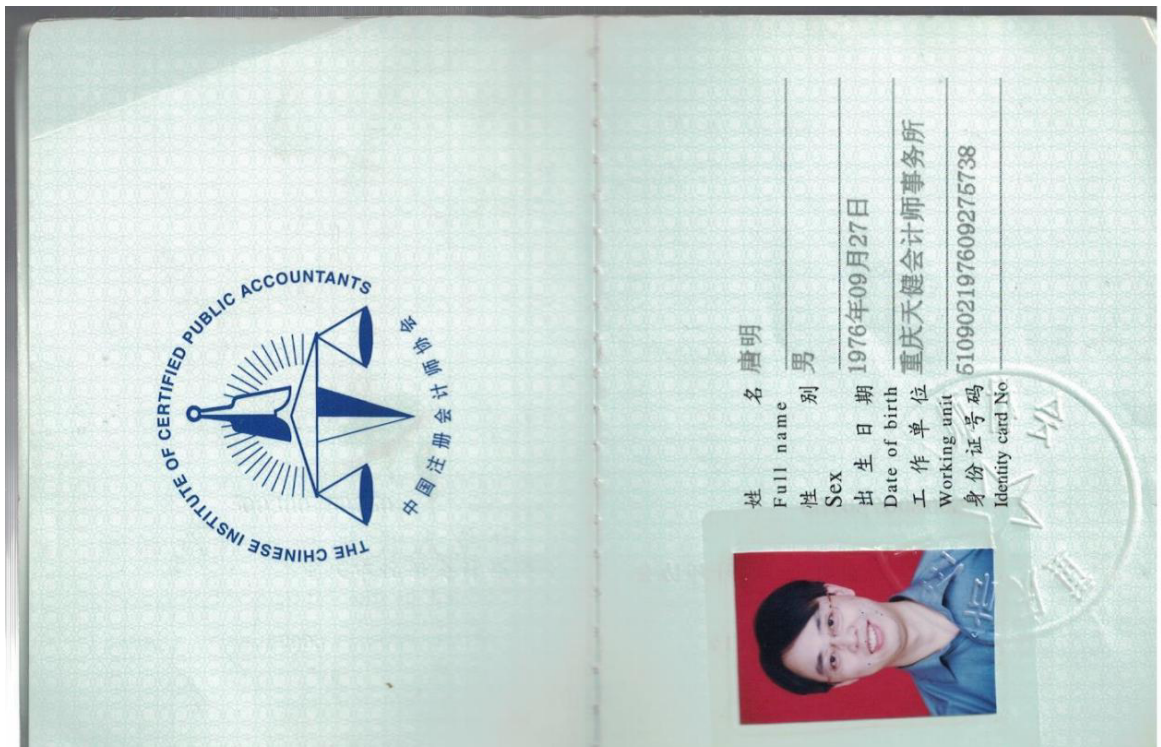 THE CHINESE INSTITUTE OF CERTIFIED PUBLIC ACCOUNTANTS
中国注册会计师协会
姓 名 唐明
Full name
性 别 男
Sex
出 生 日 期 1976年09月27日
Date of birth
工 作 单 位 重庆天健会计师事务所
Working unit
身 份 证 号 码 510902197609275738
Identity card No.